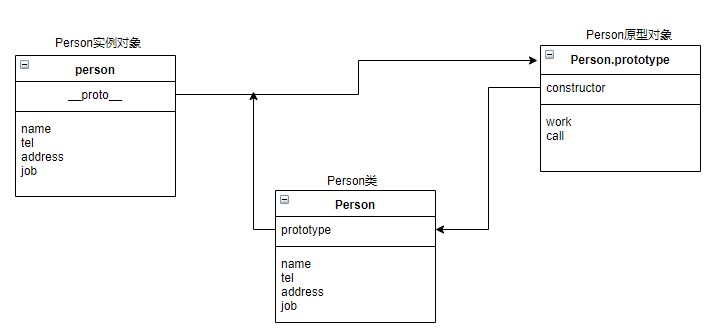 Person实例对象
person
__proto__
name
tel
address
job
Person原型对象
Person.prototype
constructor
work
call
Person类
Person
prototype
name
tel
address
job